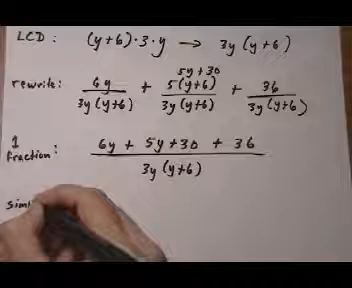 LCD: (y+6)·3·y → 3y(y+6)
5y+30
rewrite: 6y/3y(y+6) + 5(y+6)/3y(y+6) + 36/3y(y+6)
1 fraction: 6y + 5y+30 + 36/3y(y+6)